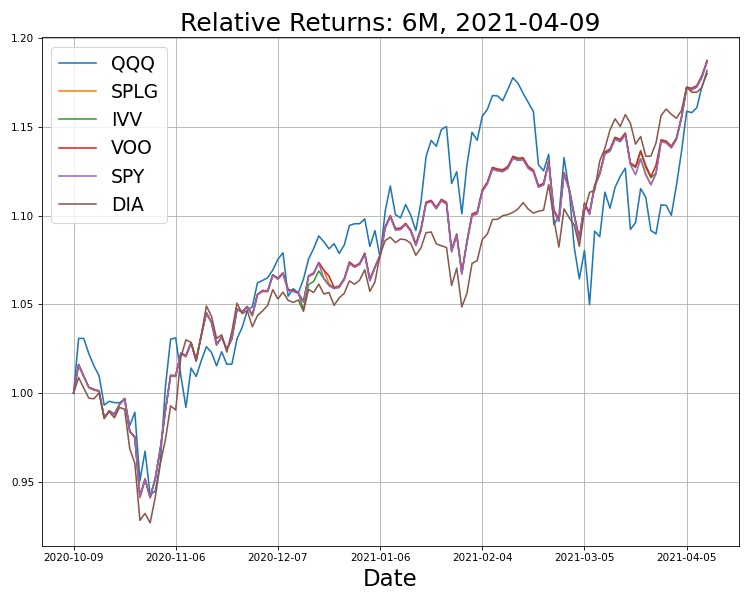 Relative Returns: 6M, 2021-04-09
1.20
1.15
1.10
1.05
1.00
0.95
QQQ
SPLG
IVV
VOO
SPY
DIA
2020-10-09
2020-11-06
2020-12-07
2021-01-06
2021-02-04
2021-03-05
2021-04-05
Date